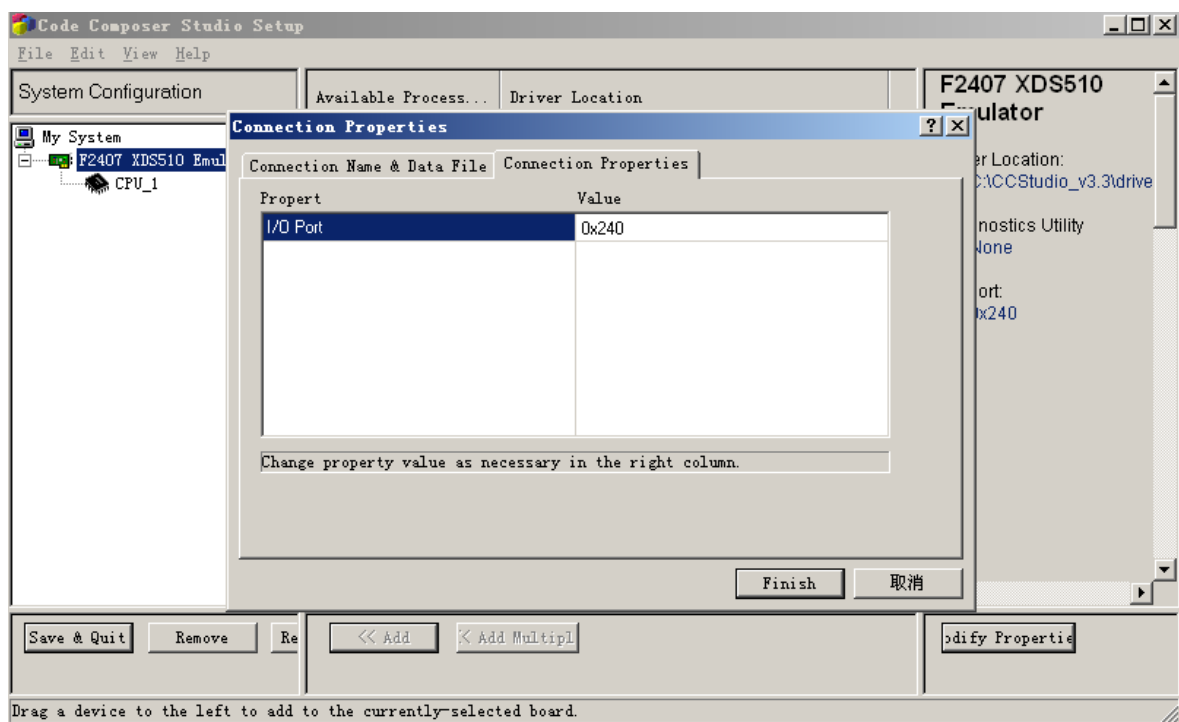 Code Composer Studio Setup
File Edit View Help
System Configuration
Available Process... Driver Location
F2407 XDS510
Emulator
My System
F2407 XDS510 Emul
CPU_1
Connection Properties
Connection Name & Data File Connection Properties
Propert Value
I/O Port 0x240
Change property value as necessary in the right column.
Finish 取消
er Location:
C:\CCStudio_v3.3\drive
nostics Utility
None
ort:
0x240
Save & Quit Remove Re << Add < Add Multipl odify Propertie
Drag a device to the left to add to the currently-selected board.